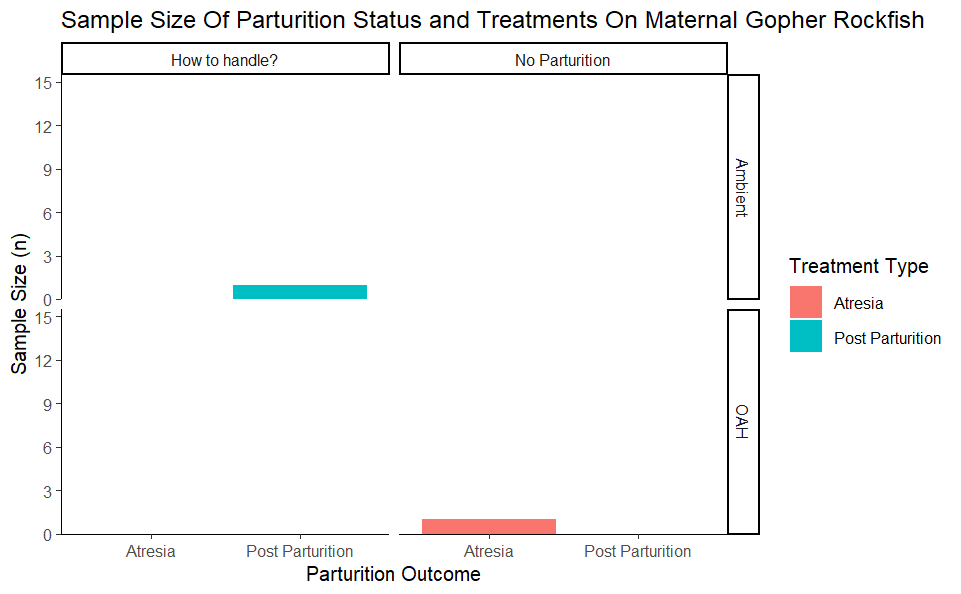 Sample Size Of Parturition Status and Treatments On Maternal Gopher Rockfish
How to handle?
No Parturition
15
12
9
6
3
0
Ambient
15
12
9
6
3
0
OAH
Sample Size (n)
Atresia
Post Parturition
Atresia
Post Parturition
Parturition Outcome
Treatment Type
Atresia
Post Parturition